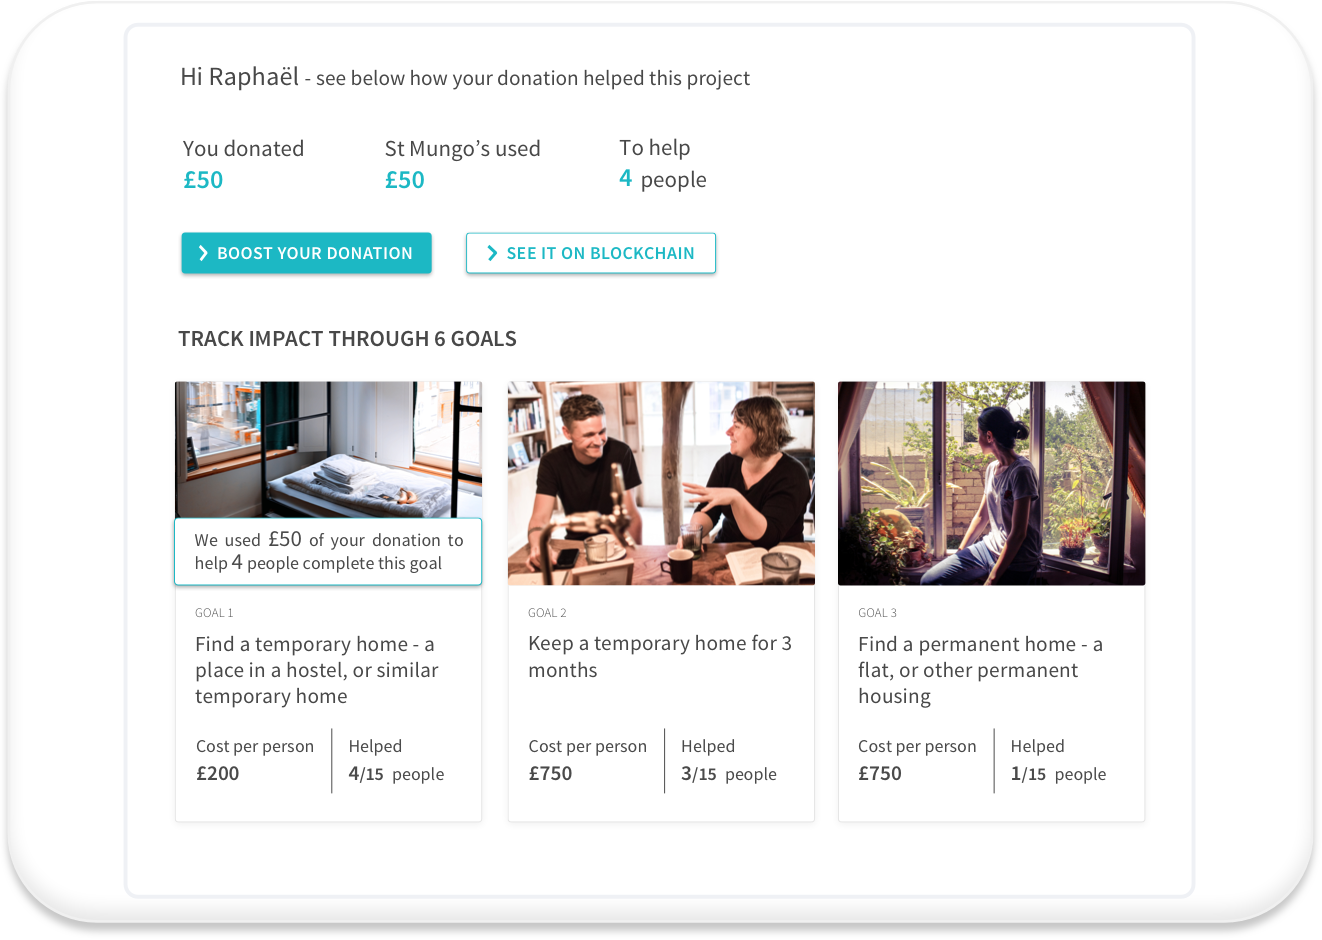 Hi Raphaël - see below how your donation helped this project
You donated
£50
St Mungo’s used
£50
To help
4 people
BOOST YOUR DONATION
SEE IT ON BLOCKCHAIN
TRACK IMPACT THROUGH 6 GOALS
We used £50 of your donation to
help 4 people complete this goal
GOAL 1
Find a temporary home - a
place in a hostel, or similar
temporary home
Cost per person
£200
Helped
4/15 people
GOAL 2
Keep a temporary home for 3
months
Cost per person
£750
Helped
3/15 people
GOAL 3
Find a permanent home - a
flat, or other permanent
housing
Cost per person
£750
Helped
1/15 people